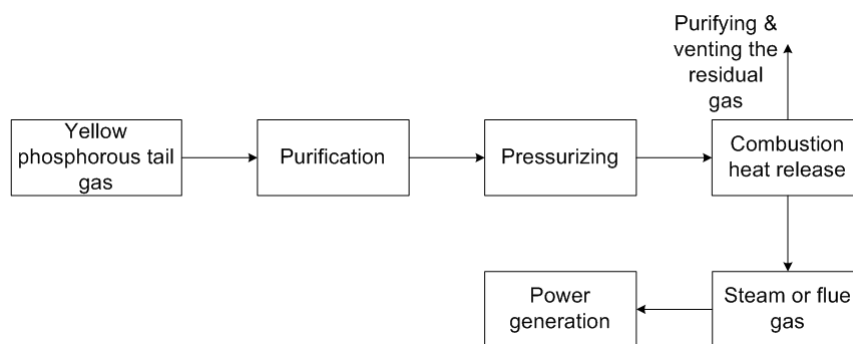 Purifying &
venting the
residual
gas
Yellow
phosphorous tail
gas
Purification
Pressurizing
Combustion
heat release
Power
generation
Steam or flue
gas